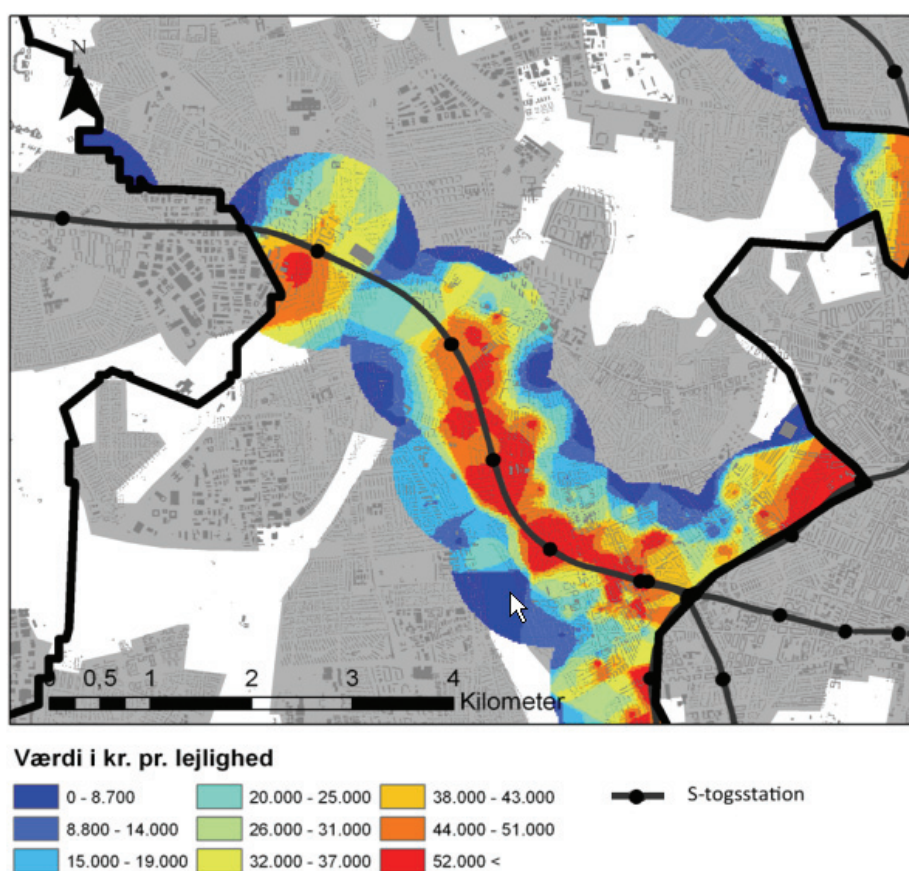 N
0 0,5 1 2 3 4
Kilometer
Værdi i kr. pr. lejlighed
0 - 8.700 20.000 - 25.000 38.000 - 43.000 S-togsstation
8.800 - 14.000 26.000 - 31.000 44.000 - 51.000
15.000 - 19.000 32.000 - 37.000 52.000 <